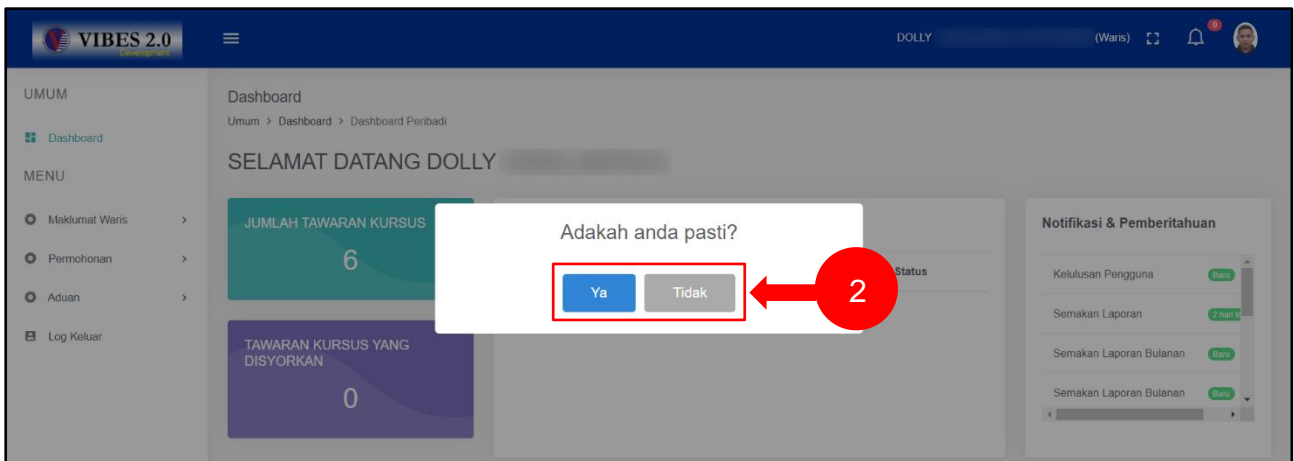 VIBES 2.0
Development
DOLLY
(Waris)
0
UMUM
Dashboard
MENU
Maklumat Waris
Permohonan
Aduan
Log Keluar
Dashboard
Umum > Dashboard > Dashboard Peribadi
SELAMAT DATANG DOLLY
JUMLAH TAWARAN KURSUS
6
TAWARAN KURSUS YANG
DISYORKAN
0
Adakah anda pasti?
Ya Tidak
2
Status
Notifikasi & Pemberitahuan
Kelulusan Pengguna Baru
Semakan Laporan 2 hari
Semakan Laporan Bulanan Baru
Semakan Laporan Bulanan Baru